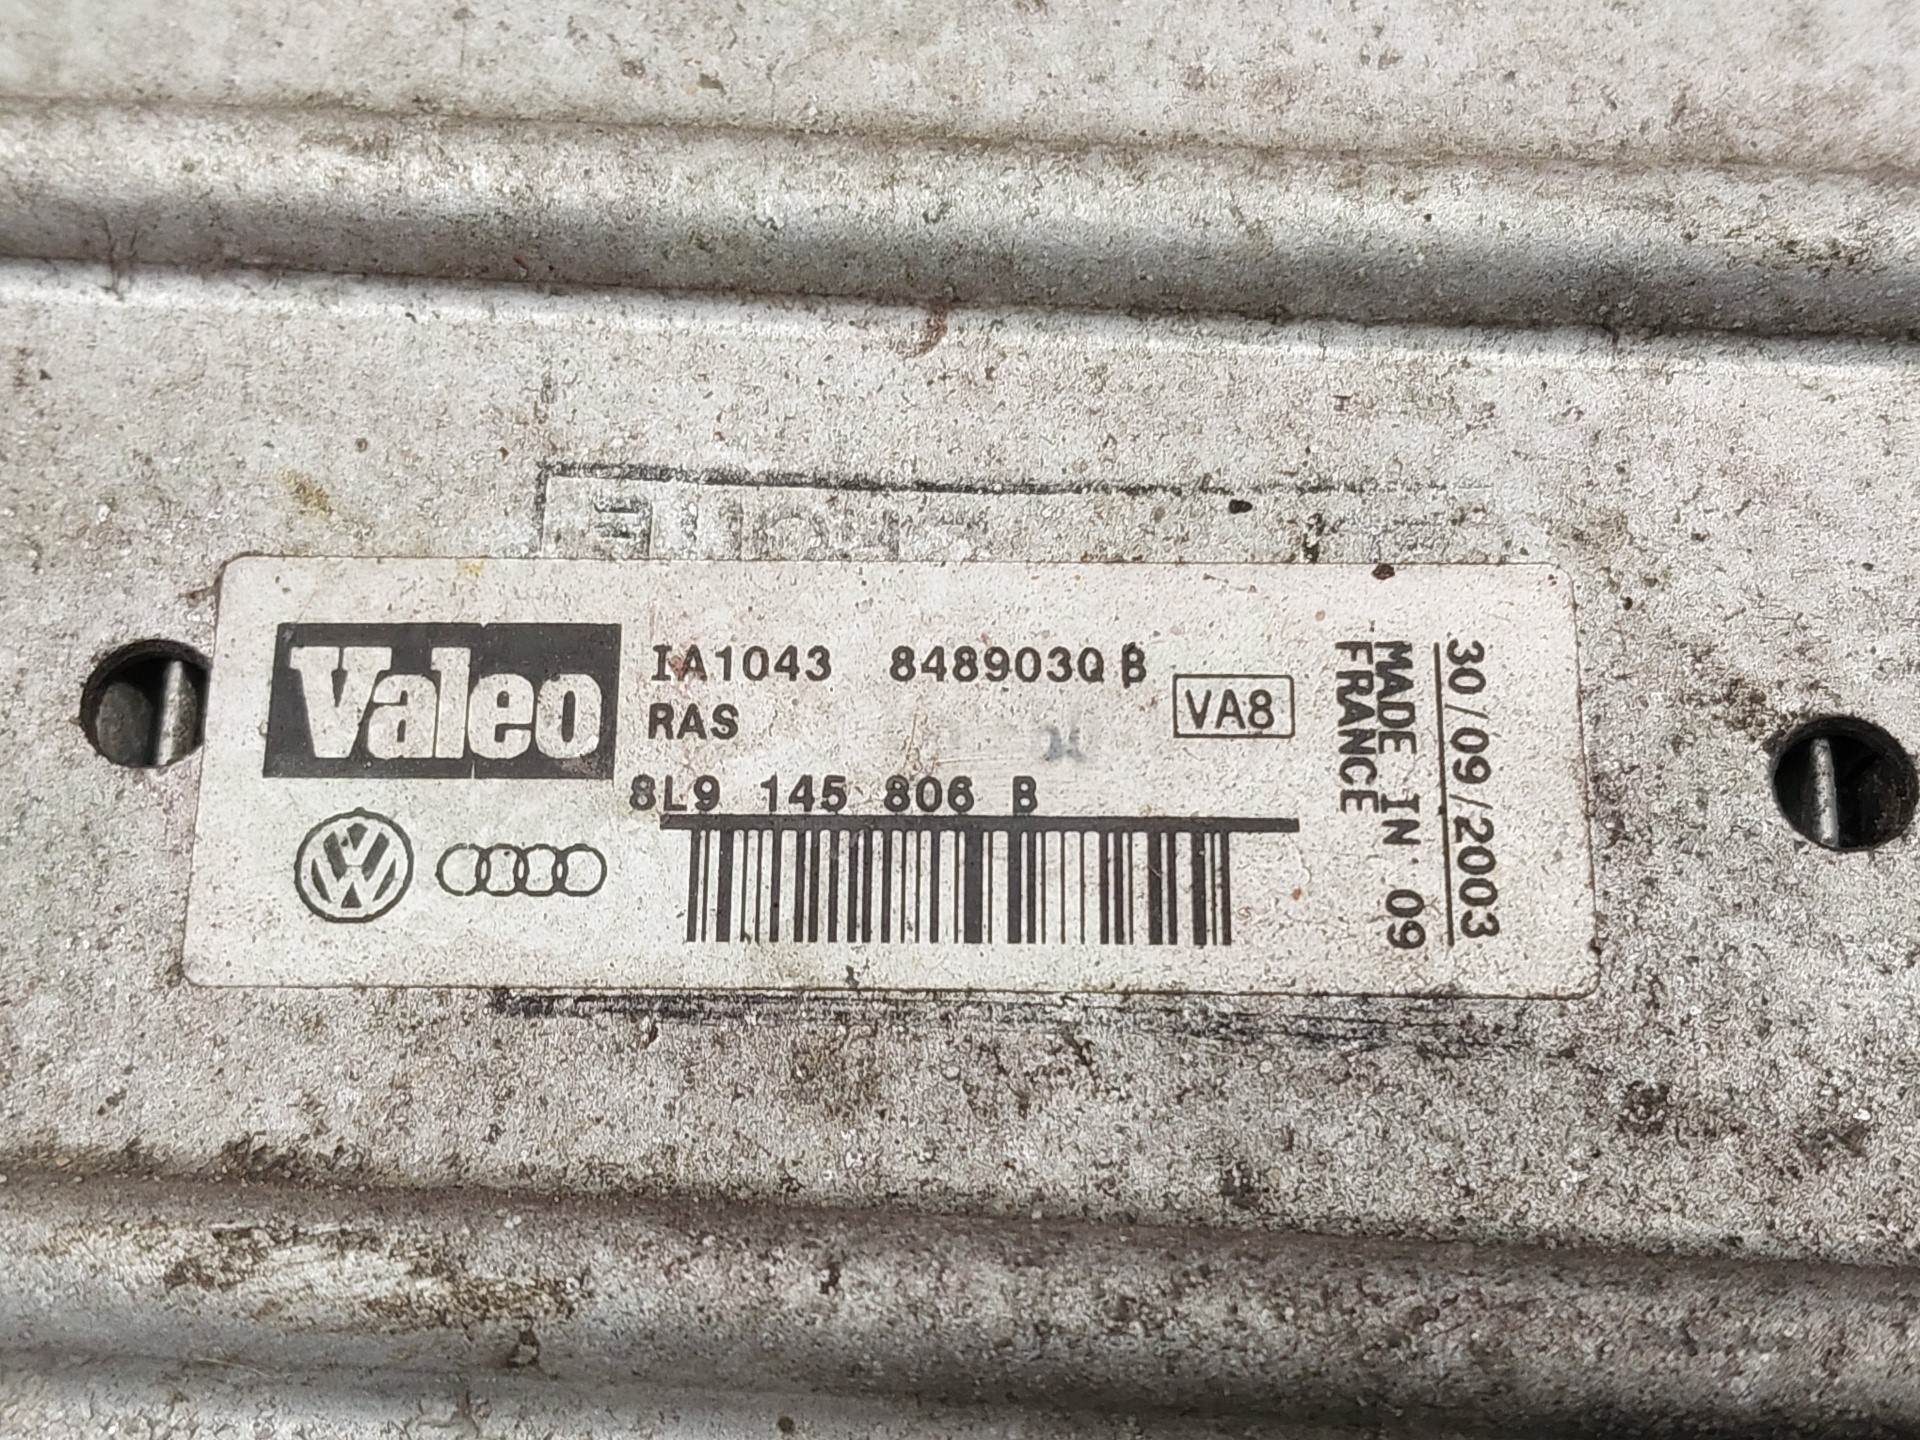 Valeo
IA1043 848903Q B
RAS
VA8
8L9 145 806 B
MADE IN 09
FRANCE
30/09/2003